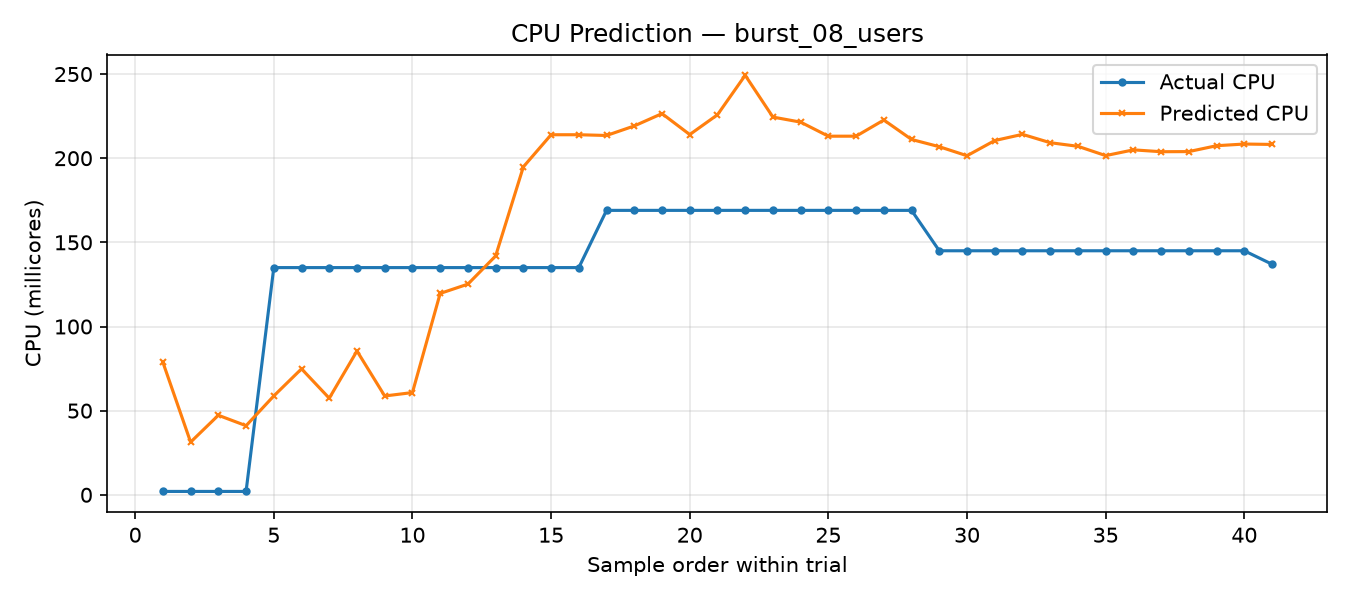 CPU Prediction — burst_08_users
Actual CPU
Predicted CPU
CPU (millicores)
250
200
150
100
50
0
0 5 10 15 20 25 30 35 40
Sample order within trial